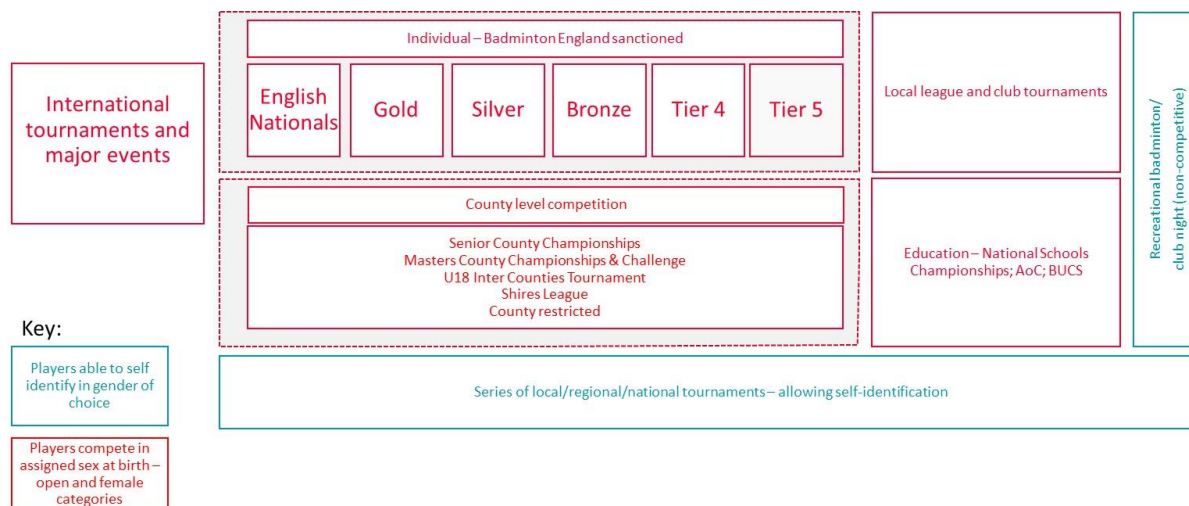 International
tournaments and
major events
Individual – Badminton England sanctioned
English
Nationals
Gold
Silver
Bronze
Tier 4
Tier 5
County level competition
Senior County Championships
Masters County Championships & Challenge
U18 Inter Counties Tournament
Shires League
County restricted
Local league and club tournaments
Education – National Schools
Championships; AoC; BUCS
Recreational badminton/
club night (non-competitive)
Key:
Players able to self
identify in gender of
choice
Players compete in
assigned sex at birth –
open and female
categories
Series of local/regional/national tournaments – allowing self-identification